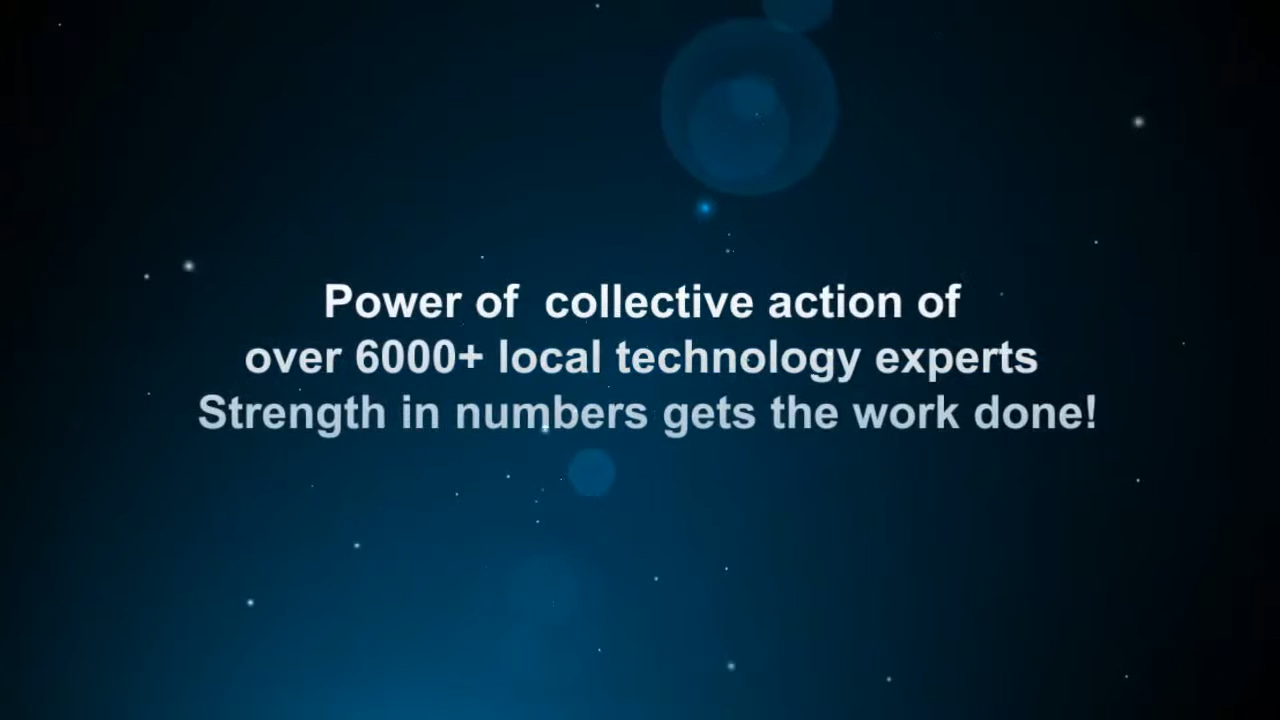 Power of  collective action of
over 6000+ local technology experts
Strength in numbers gets the work done!